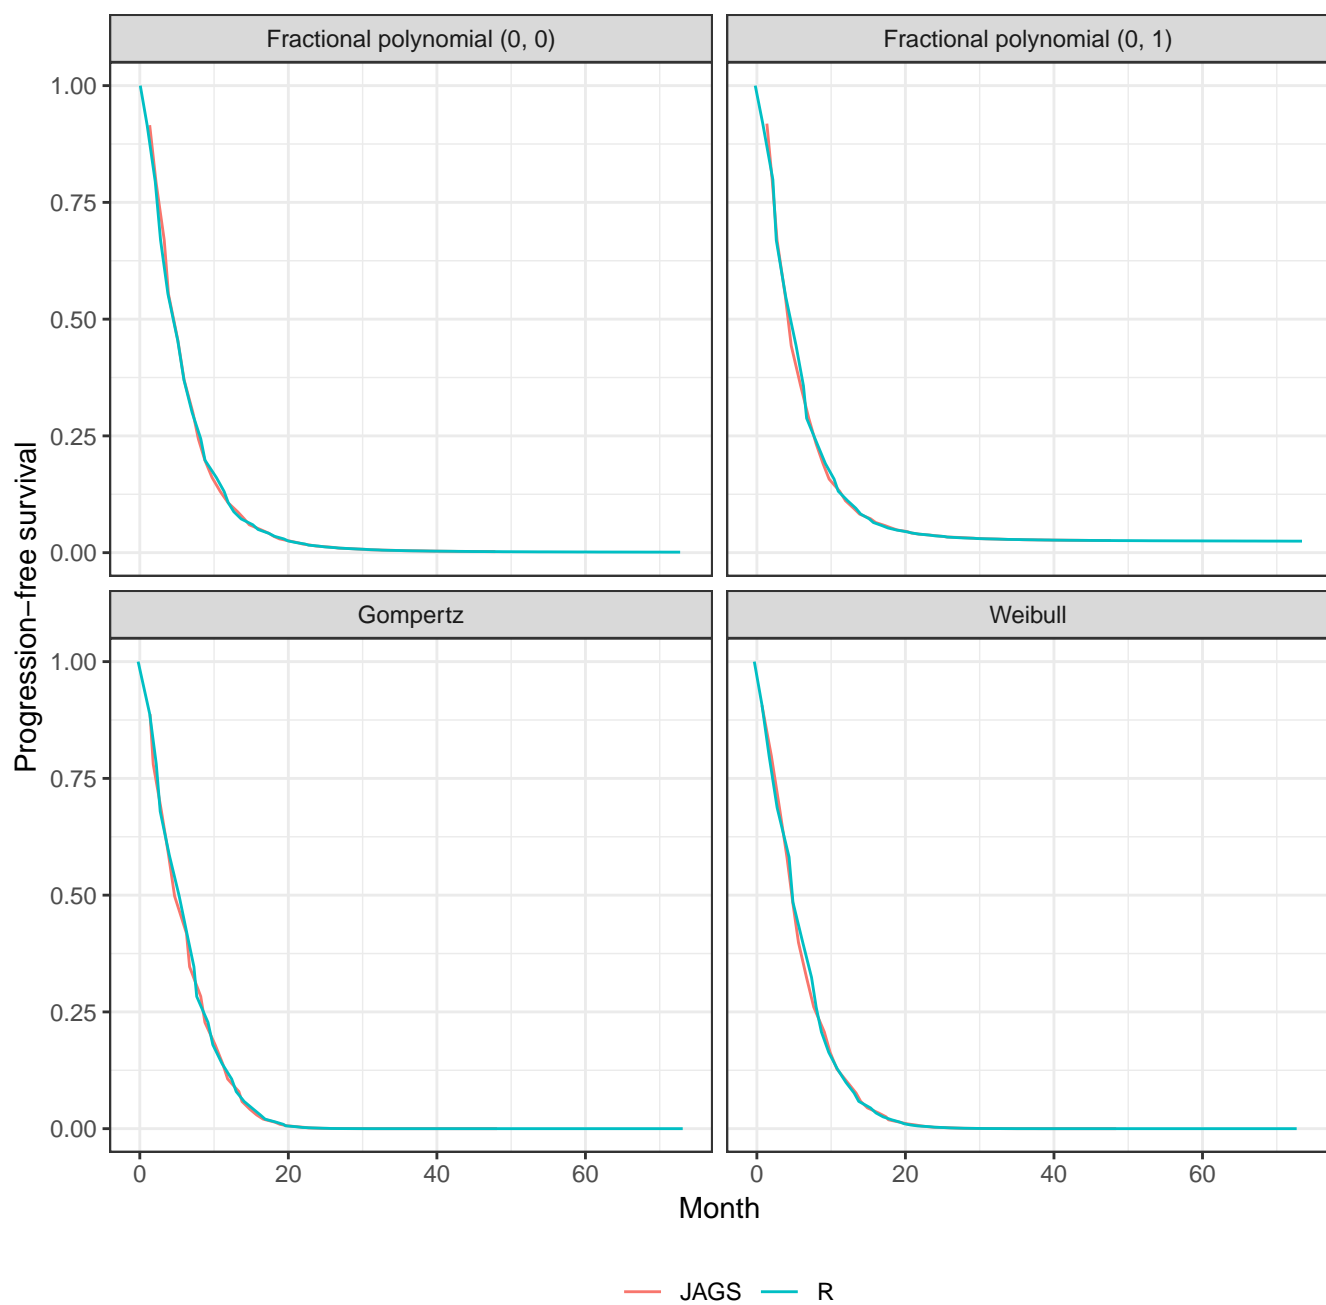 Fractional polynomial (0, 0)
Fractional polynomial (0, 1)
1.00
0.75
0.50
0.25
0.00
Gompertz
Weibull
1.00
0.75
0.50
0.25
0.00
Progression−free survival
0 20 40 60
0 20 40 60
Month
JAGS R